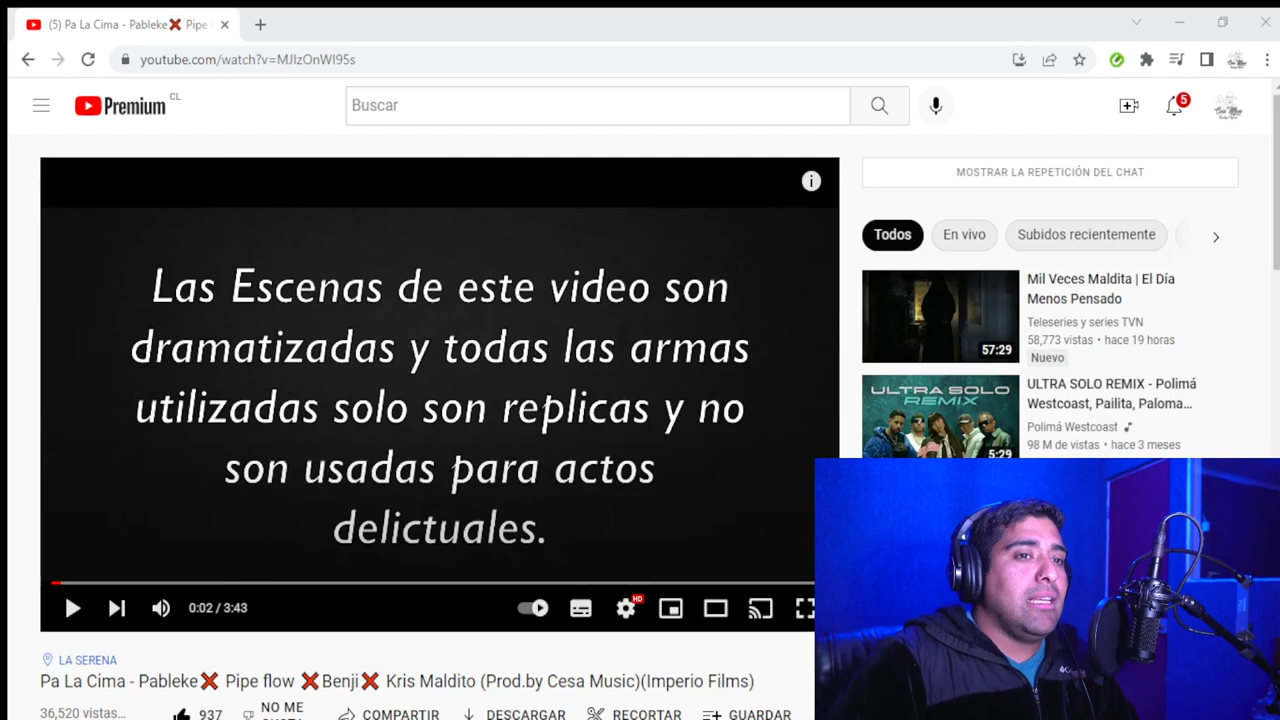 (5) Pa La Cima - Pableke❌ Pipe
youtube.com/watch?v=MJlzOnWl95s
Premium CL
Buscar
5
Las Escenas de este video son
dramatizadas y todas las armas
utilizadas solo son replicas y no
son usadas para actos
delictuales.
0:02 / 3:43
HD
LA SERENA
Pa La Cima - Pableke❌ Pipe flow ❌Benji❌ Kris Maldito (Prod.by Cesa Music)(Imperio Films)
36,520 vistas...
937
NO ME
COMPARTIR
DESCARGAR
RECORTAR
GUARDAR
MOSTRAR LA REPETICIÓN DEL CHAT
Todos
En vivo
Subidos recientemente
57:29
Mil Veces Maldita | El Día
Menos Pensado
Teleseries y series TVN
58,773 vistas • hace 19 horas
Nuevo
ULTRA SOLO
REMIX
5:29
ULTRA SOLO REMIX - Polimá
Westcoast, Pailita, Paloma...
Polimá Westcoast
98 M de vistas • hace 3 meses